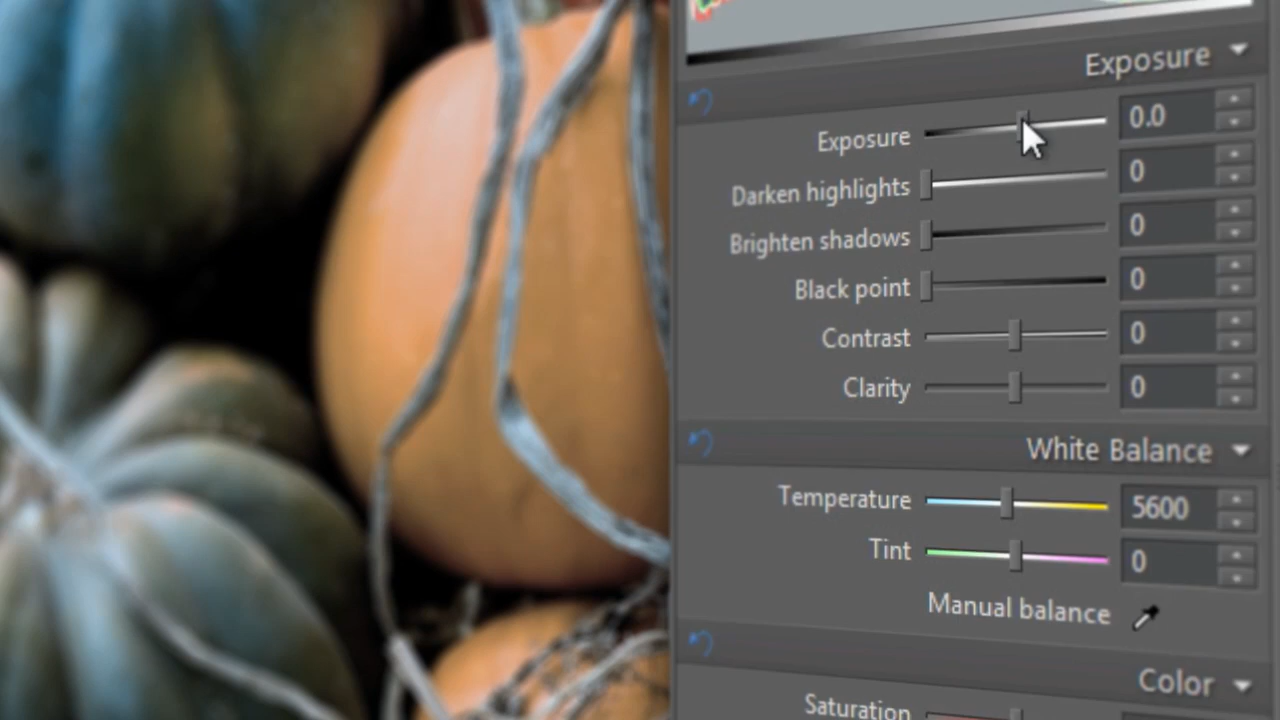 Exposure
Exposure 0.0
Darken highlights 0
Brighten shadows 0
Black point 0
Contrast 0
Clarity 0
White Balance
Temperature 5600
Tint 0
Manual balance
Color
Saturation